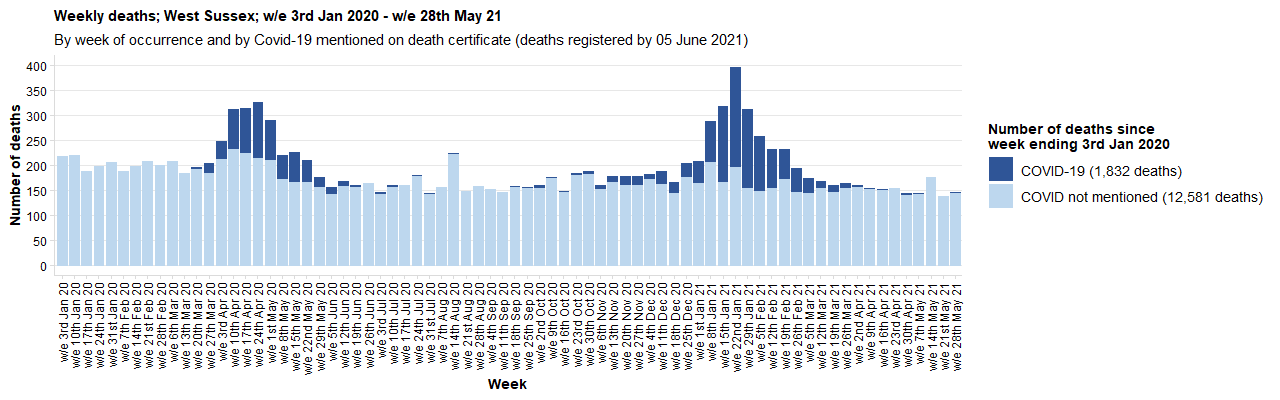 Weekly deaths; West Sussex; w/e 3rd Jan 2020 - w/e 28th May 21
By week of occurrence and by Covid-19 mentioned on death certificate (deaths registered by 05 June 2021)
Number of deaths
400
350
300
250
200
150
100
50
0
w/e 3rd Jan 20
w/e 10th Jan 20
w/e 17th Jan 20
w/e 24th Jan 20
w/e 31st Jan 20
w/e 7th Feb 20
w/e 14th Feb 20
w/e 21st Feb 20
w/e 28th Feb 20
w/e 6th Mar 20
w/e 13th Mar 20
w/e 20th Mar 20
w/e 27th Mar 20
w/e 3rd Apr 20
w/e 10th Apr 20
w/e 17th Apr 20
w/e 24th Apr 20
w/e 1st May 20
w/e 8th May 20
w/e 15th May 20
w/e 22nd May 20
w/e 29th May 20
w/e 5th Jun 20
w/e 12th Jun 20
w/e 19th Jun 20
w/e 26th Jun 20
w/e 3rd Jul 20
w/e 10th Jul 20
w/e 17th Jul 20
w/e 24th Jul 20
w/e 31st Jul 20
w/e 7th Aug 20
w/e 14th Aug 20
w/e 21st Aug 20
w/e 28th Aug 20
w/e 4th Sep 20
w/e 11th Sep 20
w/e 18th Sep 20
w/e 25th Sep 20
w/e 2nd Oct 20
w/e 9th Oct 20
w/e 16th Oct 20
w/e 23rd Oct 20
w/e 30th Oct 20
w/e 6th Nov 20
w/e 13th Nov 20
w/e 20th Nov 20
w/e 27th Nov 20
w/e 4th Dec 20
w/e 11th Dec 20
w/e 18th Dec 20
w/e 25th Dec 20
w/e 1st Jan 21
w/e 8th Jan 21
w/e 15th Jan 21
w/e 22nd Jan 21
w/e 29th Jan 21
w/e 5th Feb 21
w/e 12th Feb 21
w/e 19th Feb 21
w/e 26th Feb 21
w/e 5th Mar 21
w/e 12th Mar 21
w/e 19th Mar 21
w/e 26th Mar 21
w/e 2nd Apr 21
w/e 9th Apr 21
w/e 16th Apr 21
w/e 23rd Apr 21
w/e 30th Apr 21
w/e 7th May 21
w/e 14th May 21
w/e 21st May 21
w/e 28th May 21
Week
Number of deaths since
week ending 3rd Jan 2020
COVID-19 (1,832 deaths)
COVID not mentioned (12,581 deaths)